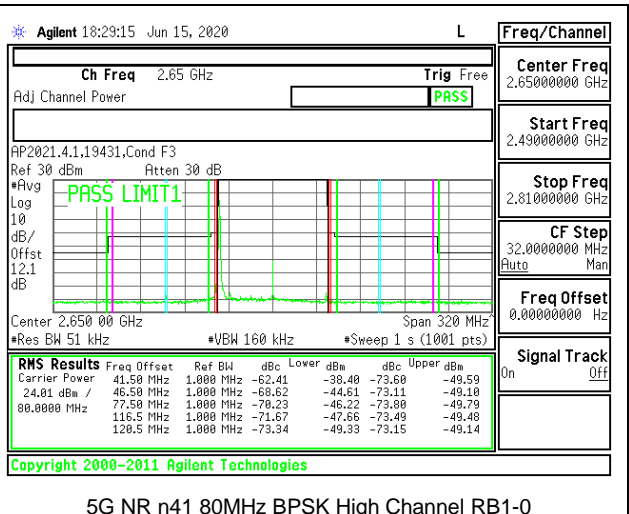 Agilent 18:29:15 Jun 15, 2020 L
Freq/Channel
Ch Freq 2.65 GHz Trig Free
Adj Channel Power PASS
AP2021.4.1,19431,Cond F3
Ref 30 dBm Atten 30 dB
#Avg
Log
10
dB/
Offst
12.1
dB
PASS LIMIT1
Center 2.650 00 GHz Span 320 MHz^
#Res BW 51 kHz #VBW 160 kHz #Sweep 1 s (1001 pts)
RMS Results Freq Offset Ref BW dBc Lower dBm dBc Upper dBm
Carrier Power 41.50 MHz 1.000 MHz -62.41 -38.40 -73.60 -49.59
24.01 dBm / 46.50 MHz 1.000 MHz -68.62 -44.61 -73.11 -49.10
80.0000 MHz 77.50 MHz 1.000 MHz -70.23 -46.22 -73.80 -49.79
116.5 MHz 1.000 MHz -71.67 -47.66 -73.49 -49.48
120.5 MHz 1.000 MHz -73.34 -49.33 -73.15 -49.14
Copyright 2000-2011 Agilent Technologies
Center Freq
2.65000000 GHz
Start Freq
2.49000000 GHz
Stop Freq
2.81000000 GHz
CF Step
32.0000000 MHz
Auto Man
Freq Offset
0.00000000 Hz
Signal Track
On Off
5G NR n41 80MHz BPSK High Channel RB1-0